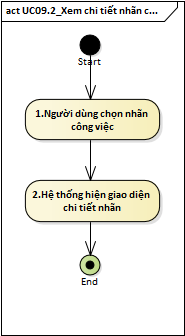 act UC09.2_Xem chi tiết nhãn c...
Start
1.Người dùng chọn nhãn
công việc
2.Hệ thống hiện giao diện
chi tiết nhãn
End